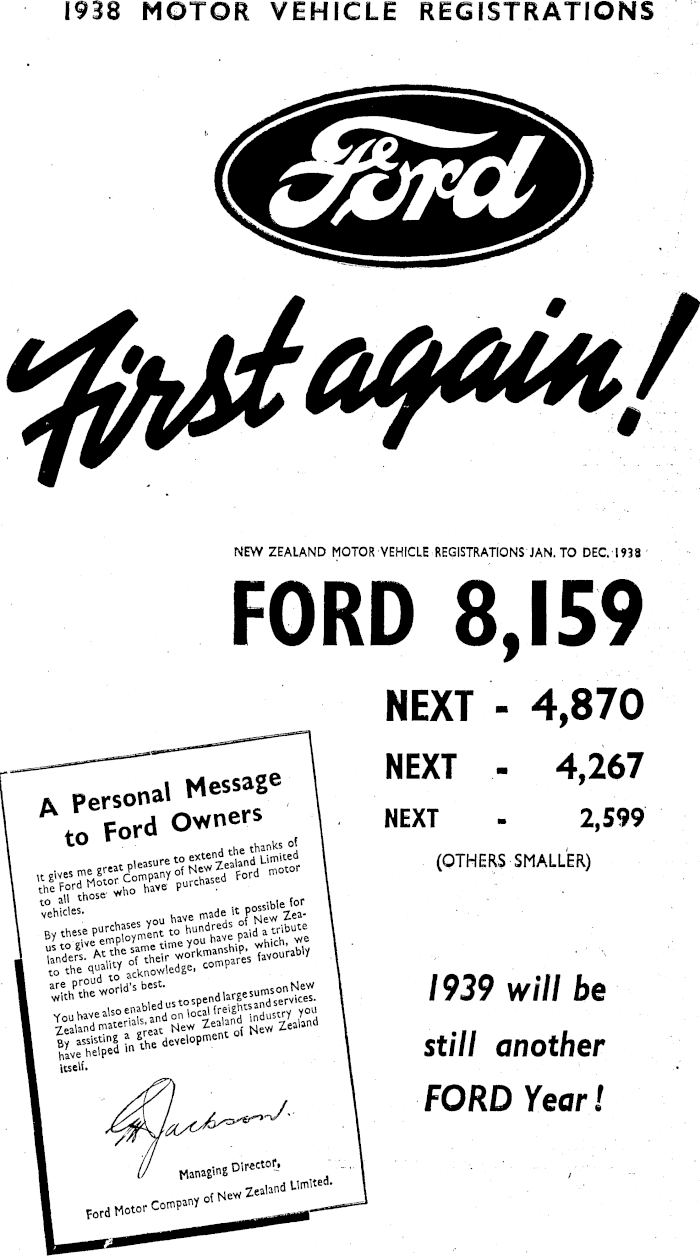 1938 MOTOR VEHICLE REGISTRATIONS
Ford
First again!
NEW ZEALAND MOTOR VEHICLE REGISTRATIONS JAN. TO DEC. 1938
FORD 8,159
NEXT - 4,870
NEXT - 4,267
NEXT - 2,599
(OTHERS SMALLER)
A Personal Message
to Ford Owners
It gives me great pleasure to extend the thanks of
the Ford Motor Company of New Zealand Limited
to all those who have purchased Ford motor
vehicles.
By these purchases you have made it possible for
us to give employment to hundreds of New Zea-
landers. At the same time you have paid a tribute
to the quality of their workmanship, which, we
are proud to acknowledge, compares favourably
with the world's best.
You have also enabled us to spend large sums on New
Zealand materials, and on local freights and services.
By assisting a great New Zealand industry you
have helped in the development of New Zealand
itself.
Jackson.
Managing Director,
Ford Motor Company of New Zealand Limited.
1939 will be
still another
FORD Year!